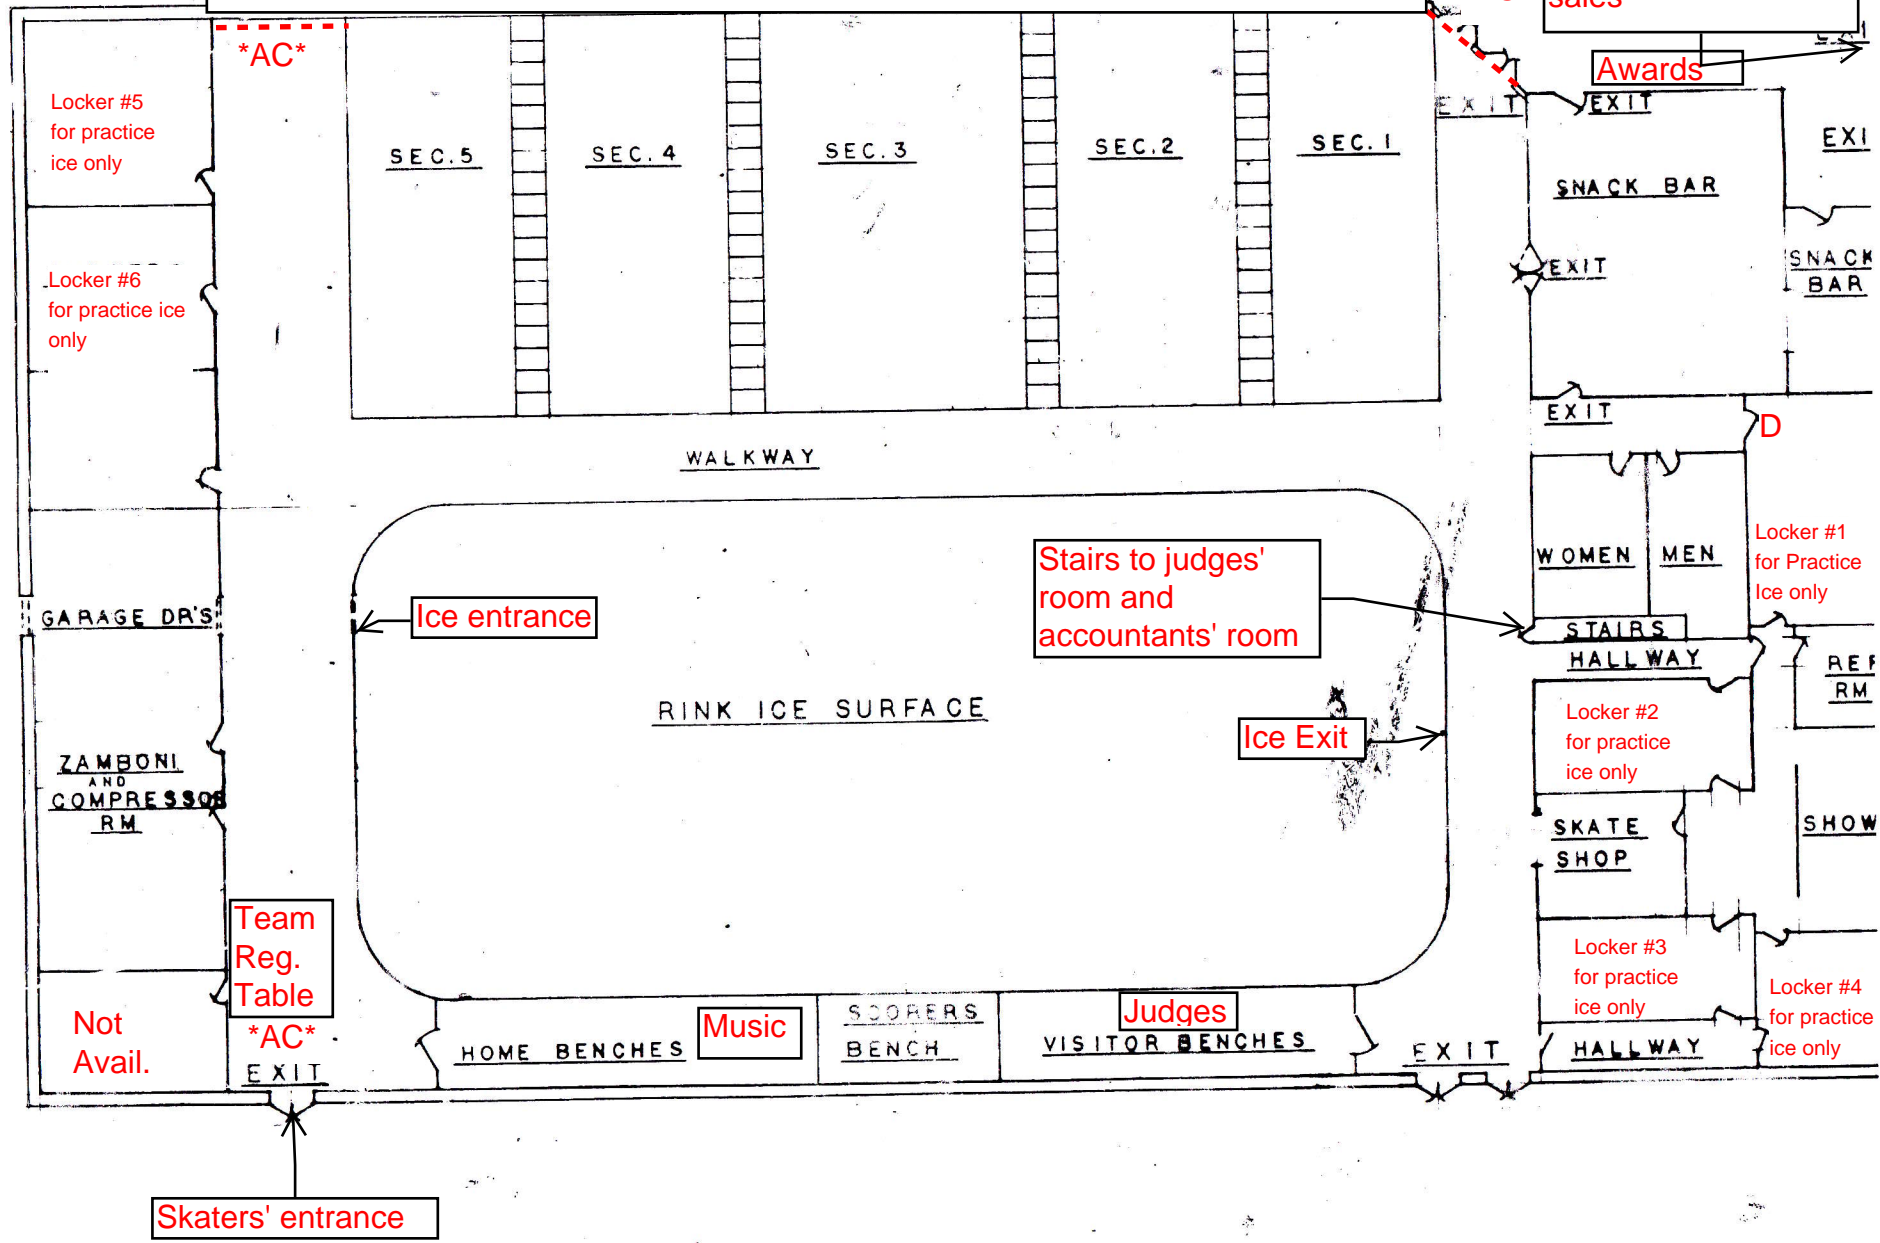 sales
*AC*
Awards
EXIT
EXIT
Locker #5
for practice
ice only
SEC.5
SEC.4
SEC.3
SEC.2
SEC.1
SNACK BAR
Locker #6
for practice ice
only
EXIT
SNACK
BAR
EXIT
D
WALKWAY
WOMEN
MEN
Locker #1
for Practice
Ice only
Stairs to judges'
room and
accountants' room
GARAGE DR'S
Ice entrance
STAIRS
HALLWAY
RM
RINK ICE SURFACE
Ice Exit
Locker #2
for practice
ice only
ZAMBONI
AND
COMPRESSOR
RM
SKATE
SHOP
SHOW
Team
Reg.
Table
*AC*
EXIT
Not
Avail.
HOME BENCHES
Music
SCORERS
BENCH
Judges
VISITOR BENCHES
EXIT
Locker #3
for practice
ice only
HALLWAY
Locker #4
for practice
ice only
Skaters' entrance